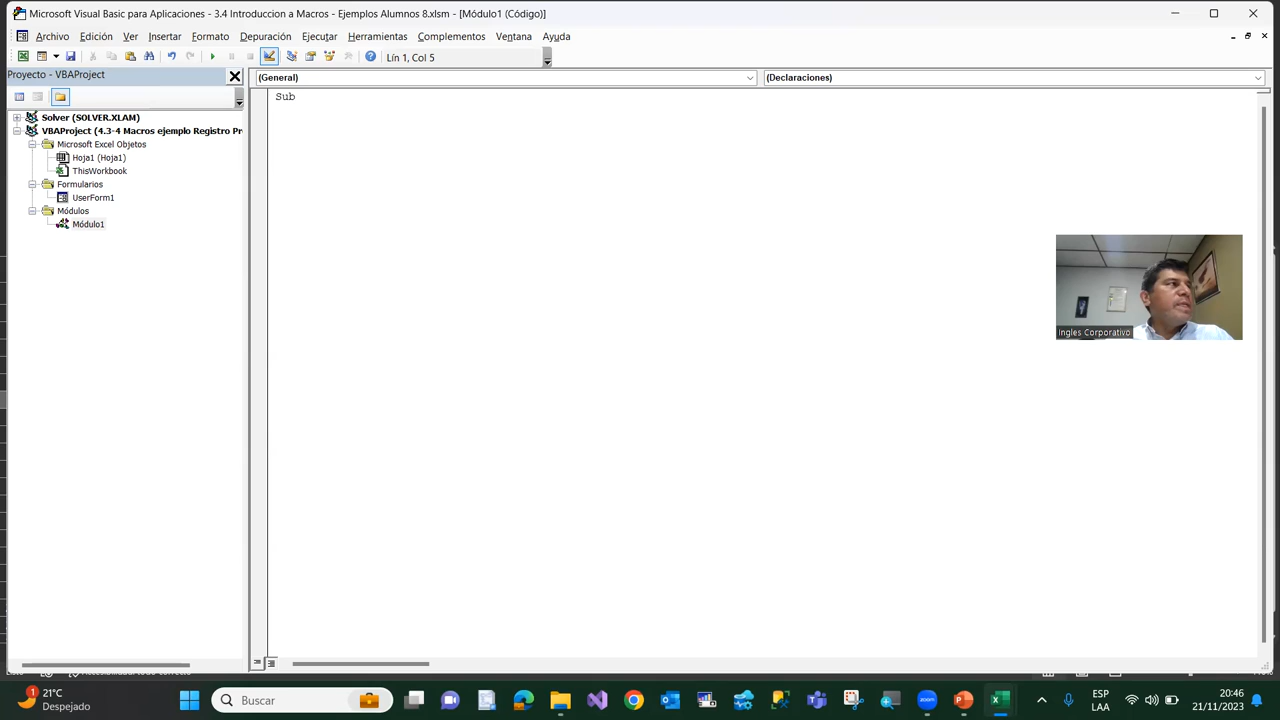 Microsoft Visual Basic para Aplicaciones - 3.4 Introduccion a Macros - Ejemplos Alumnos 8.xlsm - [Módulo1 (Código)]
Archivo Edición Ver Insertar Formato Depuración Ejecutar Herramientas Complementos Ventana Ayuda
Lín 1, Col 5
Proyecto - VBAProject
(General) (Declaraciones)
Sub
Solver (SOLVER.XLAM)
VBAProject (4.3-4 Macros ejemplo Registro Pr
Microsoft Excel Objetos
Hoja1 (Hoja1)
ThisWorkbook
Formularios
UserForm1
Módulos
Módulo1
Ingles Corporativo
1
21°C
Despejado
Buscar
ESP
LAA
20:46
21/11/2023